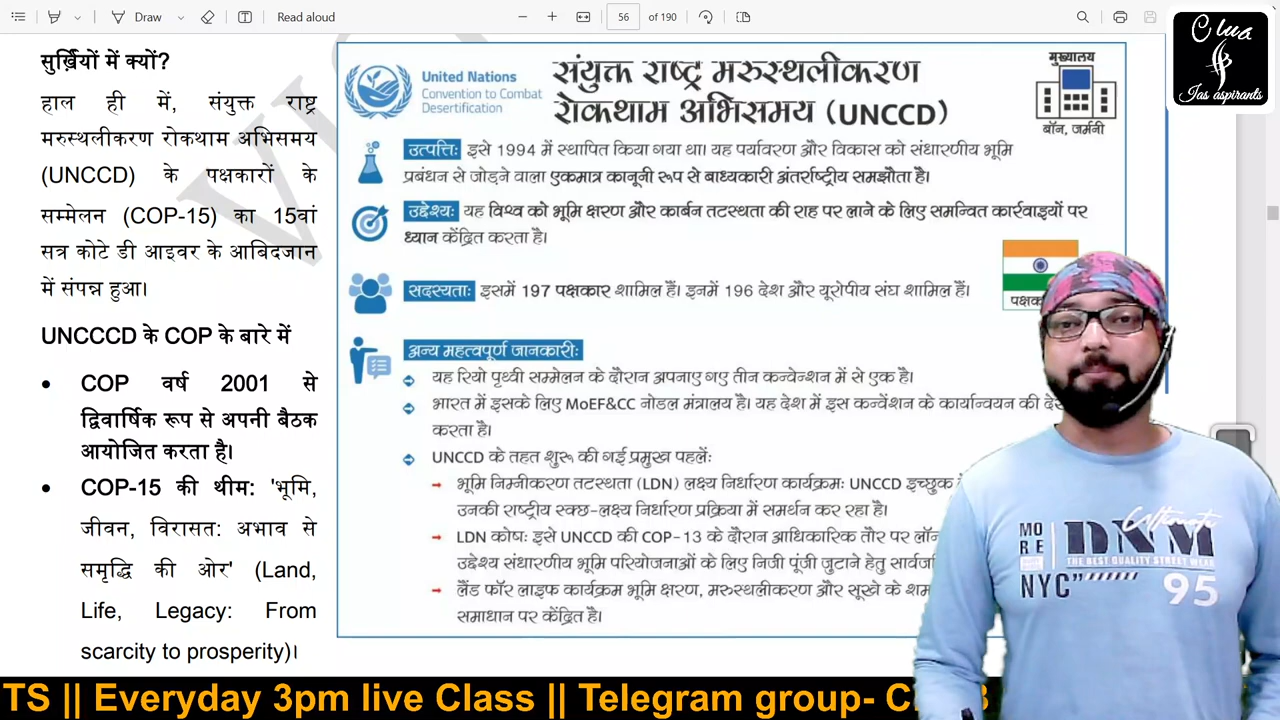 Draw
Read aloud
56
of 190
सुर्ख़ियों में क्यों?
हाल ही में, संयुक्त राष्ट्र
मरुस्थलीकरण रोकथाम अभिसमय
(UNCCD) के पक्षकारों के
सम्मेलन (COP-15) का 15वां
सत्र कोटे डी आइवर के आबिदजान
में संपन्न हुआ।
UNCCCD के COP के बारे में
• COP वर्ष 2001 से
द्विवार्षिक रूप से अपनी बैठक
आयोजित करता है।
• COP-15 की थीम: 'भूमि,
जीवन, विरासत: अभाव से
समृद्धि की ओर' (Land,
Life, Legacy: From
scarcity to prosperity)।
United Nations
Convention to Combat
Desertification
संयुक्त राष्ट्र मरुस्थलीकरण
रोकथाम अभिसमय (UNCCD)
मुख्यालय
बॉन, जर्मनी
उत्पत्ति: इसे 1994 में स्थापित किया गया था। यह पर्यावरण और विकास को संधारणीय भूमि
प्रबंधन से जोड़ने वाला एकमात्र कानूनी रूप से बाध्यकारी अंतर्राष्ट्रीय समझौता है।
उद्देश्य: यह विश्व को भूमि क्षरण और कार्बन तटस्थता की राह पर लाने के लिए समन्वित कार्रवाइयों पर
ध्यान केंद्रित करता है।
सदस्यता: इसमें 197 पक्षकार शामिल हैं। इनमें 196 देश और यूरोपीय संघ शामिल हैं।
अन्य महत्वपूर्ण जानकारी:
यह रियो पृथ्वी सम्मेलन के दौरान अपनाए गए तीन कन्वेन्शन में से एक है।
भारत में इसके लिए MoEF&CC नोडल मंत्रालय है। यह देश में इस कन्वेंशन के कार्यान्वयन की
करता है।
UNCCD के तहत शुरू की गई प्रमुख पहलें:
भूमि निम्नीकरण तटस्थता (LDN) लक्ष्य निर्धारण कार्यक्रम: UNCCD इच्छुक
उनकी राष्ट्रीय स्वच्छ-लक्ष्य निर्धारण प्रक्रिया में समर्थन कर रहा है।
LDN कोष: इसे UNCCD की COP-13 के दौरान आधिकारिक तौर पर
उद्देश्य संधारणीय भूमि परियोजनाओं के लिए निजी पूंजी जुटाने हेतु
लैंड फॉर लाइफ कार्यक्रम भूमि क्षरण, मरुस्थलीकरण और सूखे के
समाधान पर केंद्रित है।
Clua
Ias aspirants
MO
RE
DNM
Ultimate
THE BEST QUALITY STREET
NYC"
95
TS || Everyday 3pm live Class || Telegram group-